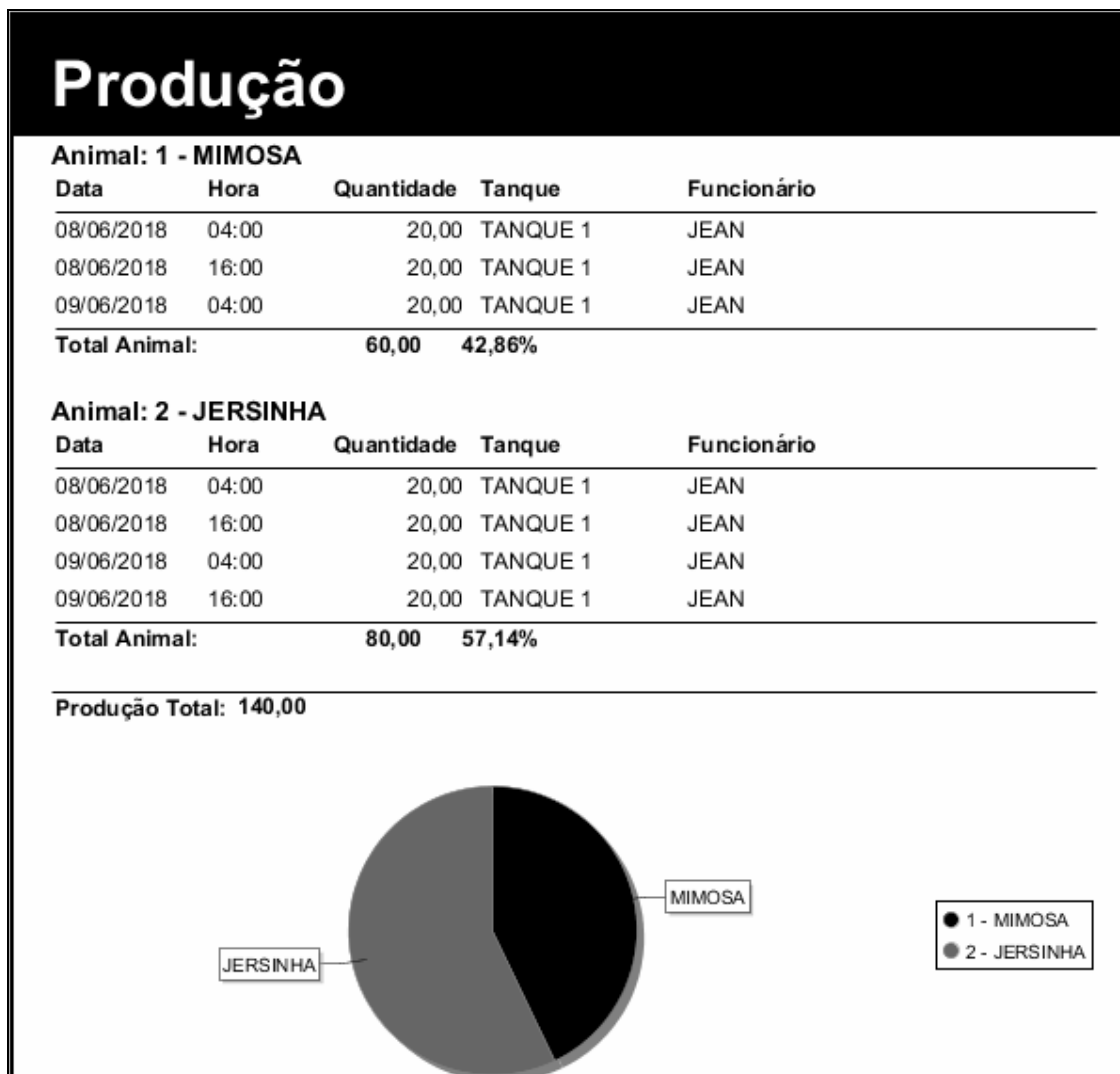 Produção
Animal: 1 - MIMOSA
Data Hora Quantidade Tanque Funcionário
08/06/2018 04:00 20,00 TANQUE 1 JEAN
08/06/2018 16:00 20,00 TANQUE 1 JEAN
09/06/2018 04:00 20,00 TANQUE 1 JEAN
Total Animal: 60,00 42,86%
Animal: 2 - JERSINHA
Data Hora Quantidade Tanque Funcionário
08/06/2018 04:00 20,00 TANQUE 1 JEAN
08/06/2018 16:00 20,00 TANQUE 1 JEAN
09/06/2018 04:00 20,00 TANQUE 1 JEAN
09/06/2018 16:00 20,00 TANQUE 1 JEAN
Total Animal: 80,00 57,14%
Produção Total: 140,00
MIMOSA
JERSINHA
1 - MIMOSA
2 - JERSINHA